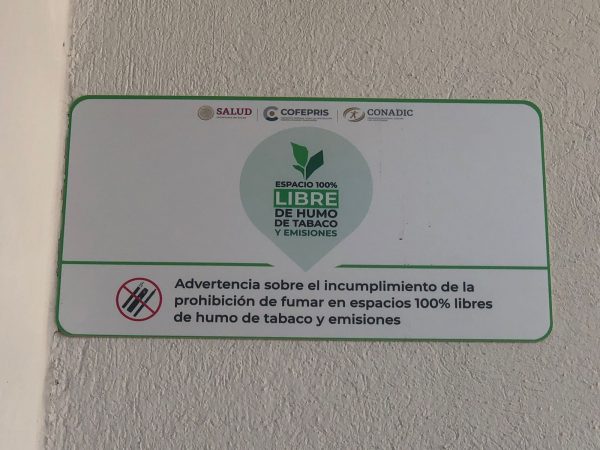 SALUD COFEPRIS CONADIC
ESPACIO 100%
LIBRE
DE HUMO
DE TABACO
Y EMISIONES
Advertencia sobre el incumplimiento de la
prohibición de fumar en espacios 100% libres
de humo de tabaco y emisiones